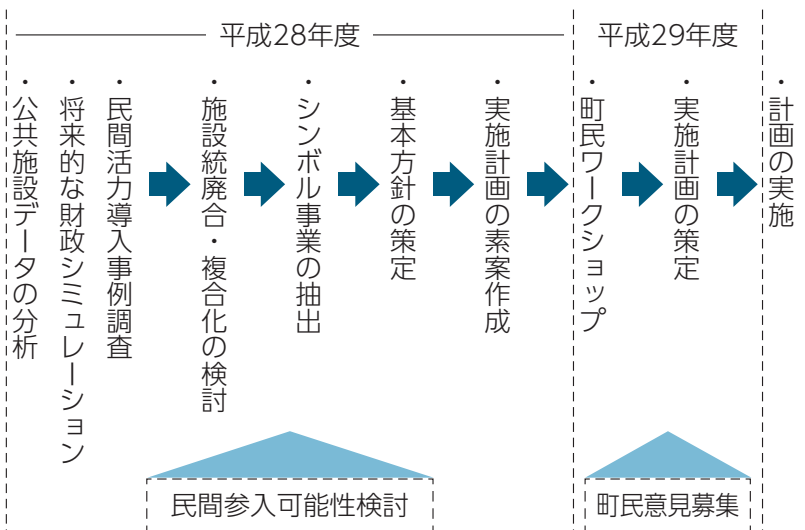 平成28年度
平成29年度
・公共施設データの分析
・将来的な財政シミュレーション
・民間活力導入事例調査
・施設統廃合・複合化の検討
・シンボル事業の抽出
・基本方針の策定
・実施計画の素案作成
・町民ワークショップ
・実施計画の策定
・計画の実施
民間参入可能性検討
町民意見募集